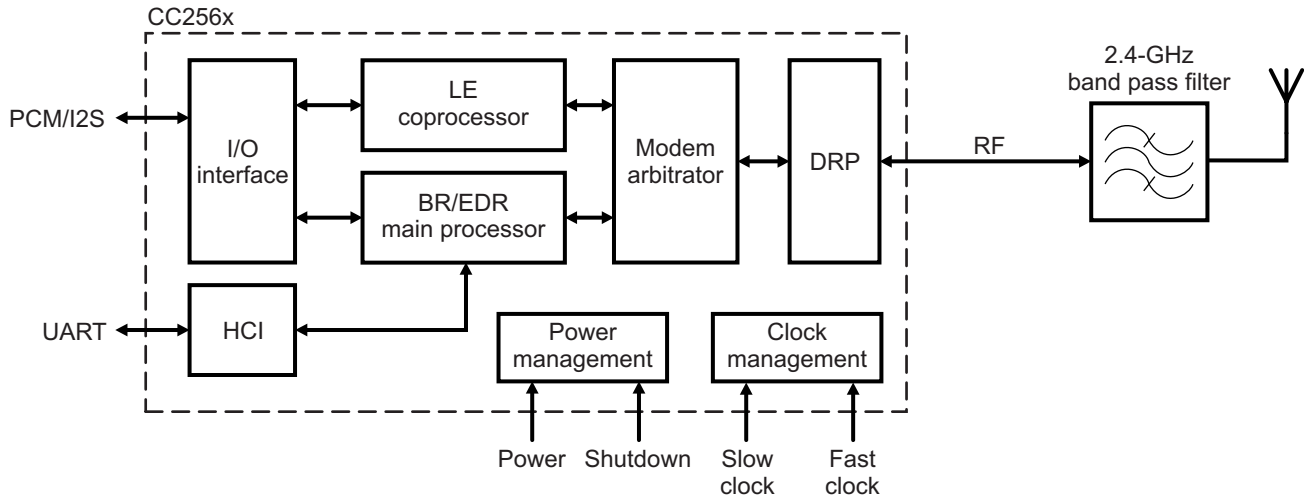 CC256x
2.4-GHz
band pass filter
PCM/I2S
I/O
interface
LE
coprocessor
BR/EDR
main processor
Modem
arbitrator
DRP
RF
UART
HCI
Power
management
Clock
management
Power
Shutdown
Slow
clock
Fast
clock